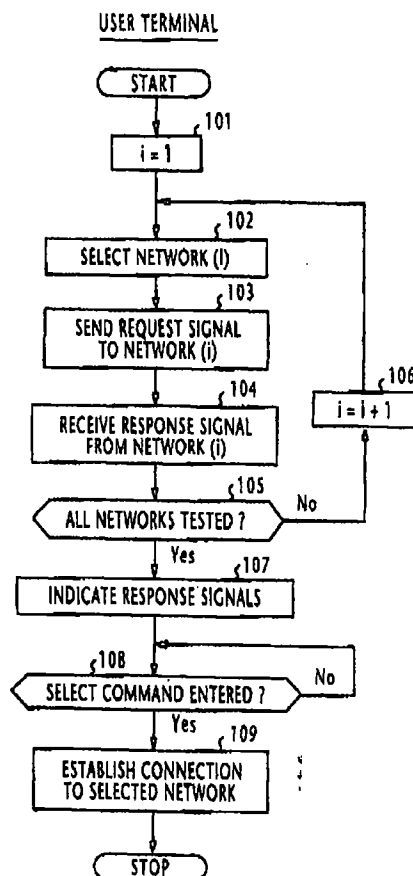 USER TERMINAL
START
101
i = 1
102
SELECT NETWORK (I)
103
SEND REQUEST SIGNAL
TO NETWORK (i)
104
RECEIVE RESPONSE SIGNAL
FROM NETWORK (i)
106
i = i + 1
105
ALL NETWORKS TESTED ?
No
Yes
107
INDICATE RESPONSE SIGNALS
108
SELECT COMMAND ENTERED ?
No
Yes
109
ESTABLISH CONNECTION
TO SELECTED NETWORK
STOP